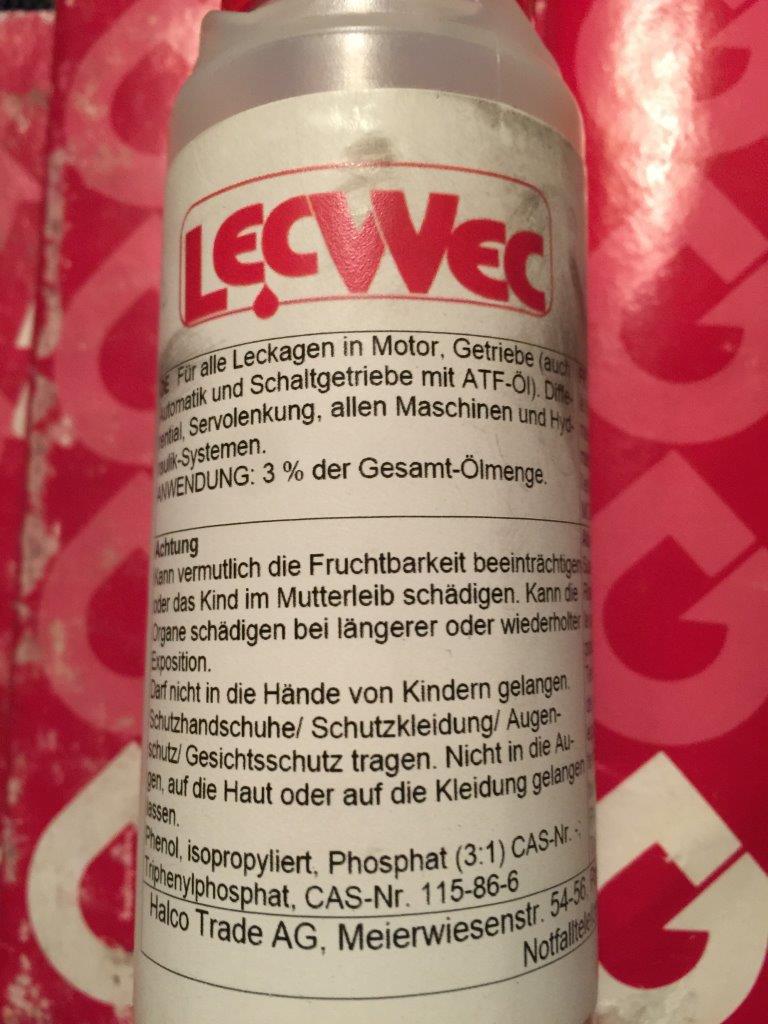 LECWEC
Für alle Leckagen in Motor, Getriebe (auch
Automatik und Schaltgetriebe mit ATF-Öl). Diffe-
rential, Servolenkung, allen Maschinen und Hyd-
raulik-Systemen.
ANWENDUNG: 3 % der Gesamt-Ölmenge.
Achtung
Kann vermutlich die Fruchtbarkeit beeinträchtigen
oder das Kind im Mutterleib schädigen. Kann die
Organe schädigen bei längerer oder wiederholter
Exposition.
Darf nicht in die Hände von Kindern gelangen.
Schutzhandschuhe/ Schutzkleidung/ Augen-
schutz/ Gesichtsschutz tragen. Nicht in die Au-
gen, auf die Haut oder auf die Kleidung gelangen
lassen.
Phenol, isopropyliert, Phosphat (3:1) CAS-Nr. -;
Triphenylphosphat, CAS-Nr. 115-86-6
Halco Trade AG, Meierwiesenstr. 54-56,